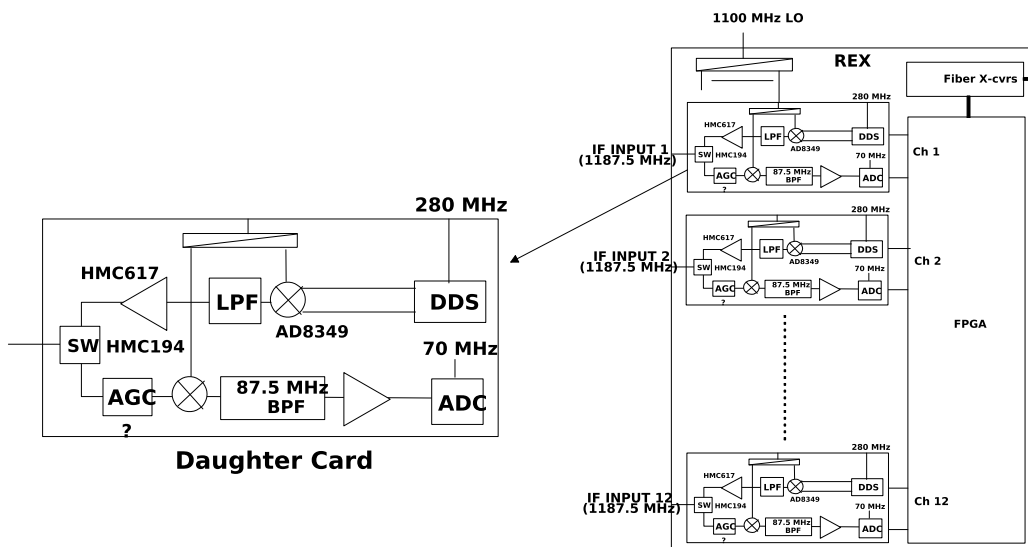 1100 MHz LO
REX
Fiber X-cvrs
280 MHz
HMC617
LPF
DDS
AD8349
IF INPUT 1
(1187.5 MHz)
SW
HMC194
70 MHz
AGC
87.5 MHz
BPF
ADC
?
Ch 1
280 MHz
HMC617
LPF
DDS
AD8349
IF INPUT 2
(1187.5 MHz)
SW
HMC194
70 MHz
AGC
87.5 MHz
BPF
ADC
?
Ch 2
FPGA
280 MHz
HMC617
LPF
DDS
AD8349
IF INPUT 12
(1187.5 MHz)
SW
HMC194
70 MHz
AGC
87.5 MHz
BPF
ADC
?
Ch 12
280 MHz
HMC617
LPF
DDS
AD8349
SW
HMC194
70 MHz
AGC
87.5 MHz
BPF
ADC
?
Daughter Card